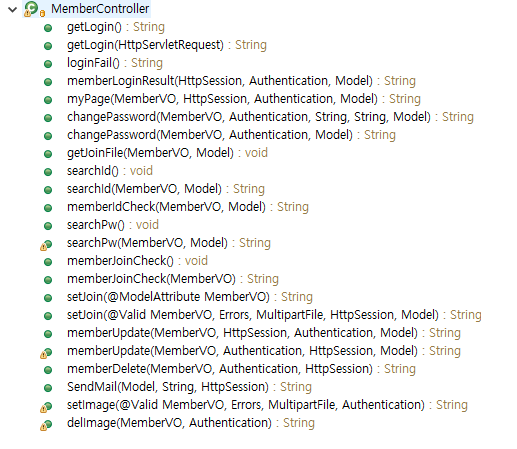 MemberController
getLogin() : String
getLogin(HttpServletRequest) : String
loginFail() : String
memberLoginResult(HttpSession, Authentication, Model) : String
myPage(MemberVO, HttpSession, Authentication, Model) : String
changePassword(MemberVO, Authentication, String, String, Model) : String
changePassword(MemberVO, Authentication, Model) : String
getJoinFile(MemberVO, Model) : void
searchId() : void
searchId(MemberVO, Model) : String
memberIdCheck(MemberVO, Model) : String
searchPw() : void
searchPw(MemberVO, Model) : String
memberJoinCheck() : void
memberJoinCheck(MemberVO) : String
setJoin(@ModelAttribute MemberVO) : String
setJoin(@Valid MemberVO, Errors, MultipartFile, HttpSession, Model) : String
memberUpdate(MemberVO, HttpSession, Authentication, Model) : String
memberUpdate(MemberVO, Authentication, HttpSession, Model) : String
memberDelete(MemberVO, Authentication, HttpSession) : String
SendMail(Model, String, HttpSession) : String
setImage(@Valid MemberVO, Errors, MultipartFile, Authentication) : String
delImage(MemberVO, Authentication) : String